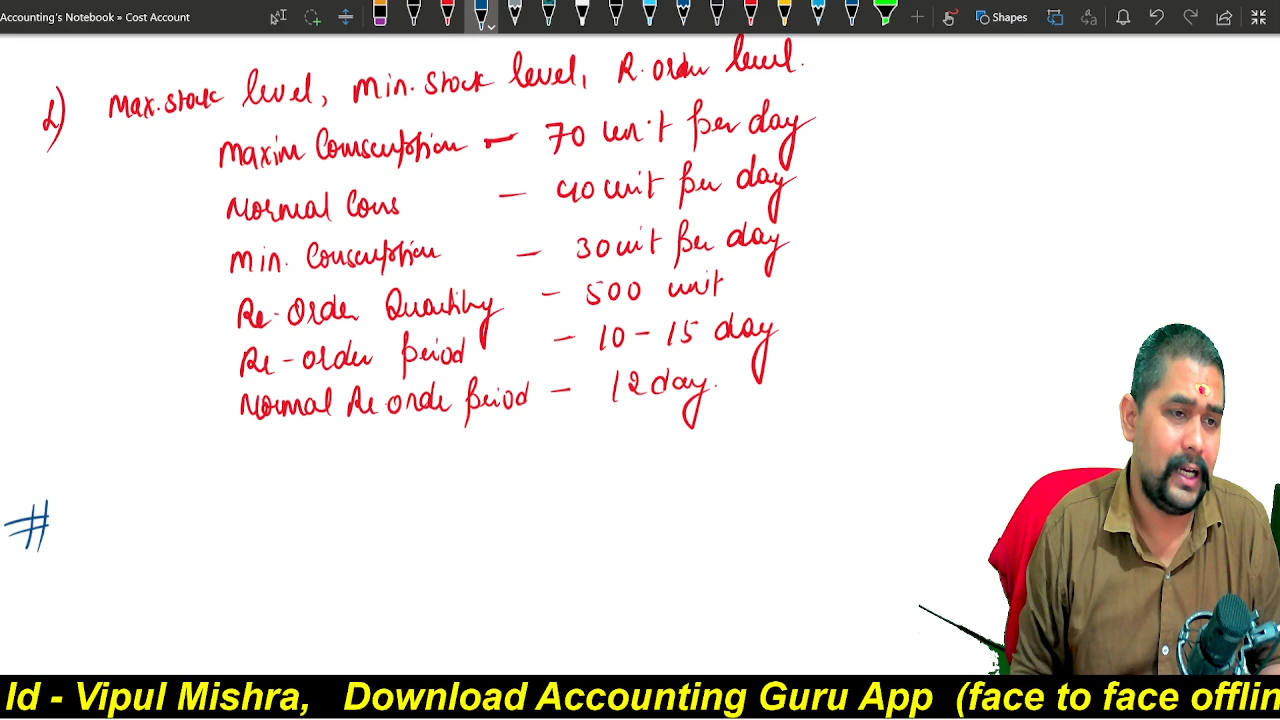 Accounting's Notebook » Cost Account
Shapes
2) Max. stock level, Min. stock level, R. order level.
Maxim Consumption - 70 unit per day
Normal Cons - 40 unit per day
Min. Consumption - 30 unit per day
Re-order Quantity - 500 unit
Re-order period - 10-15 day
Normal Re-order period - 12 day.
#
Id - Vipul Mishra, Download Accounting Guru App (face to face offlin